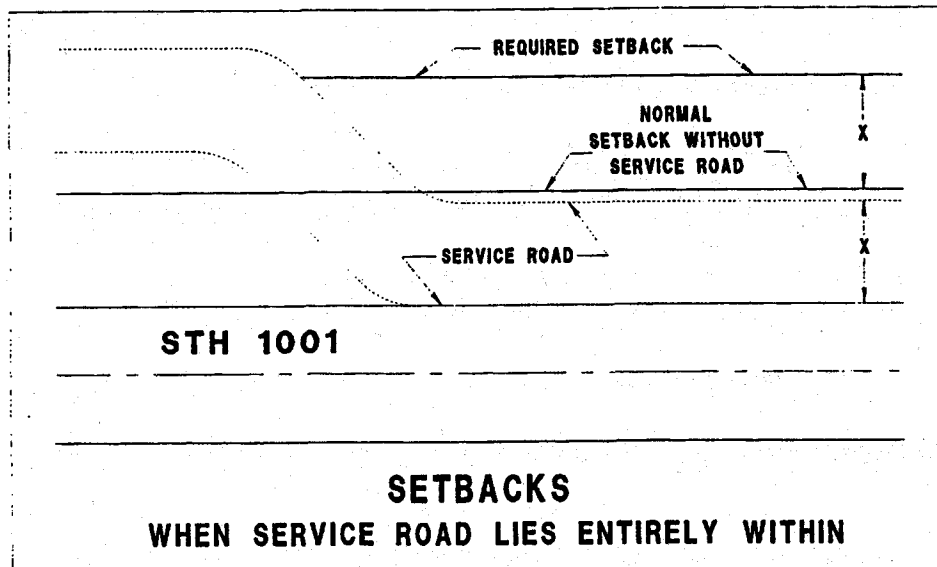 REQUIRED SETBACK
NORMAL
SETBACK WITHOUT
SERVICE ROAD
X
X
SERVICE ROAD
STH 1001
SETBACKS
WHEN SERVICE ROAD LIES ENTIRELY WITHIN